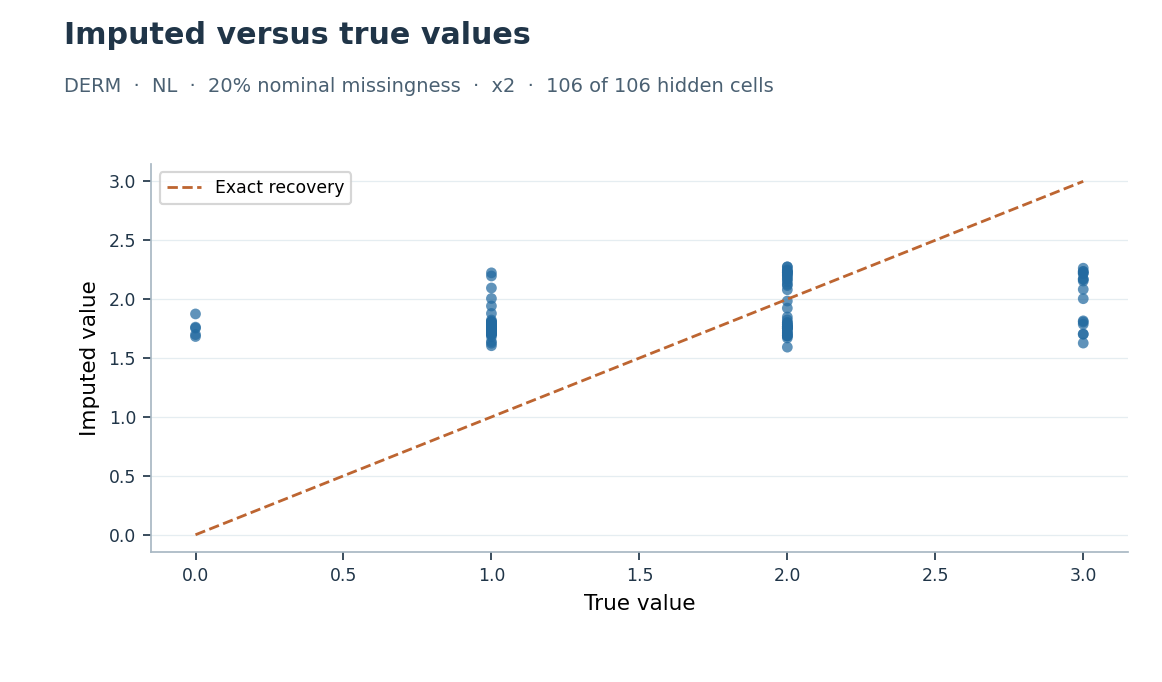 Imputed versus true values
DERM · NL · 20% nominal missingness · x2 · 106 of 106 hidden cells
Exact recovery
3.0
2.5
2.0
1.5
1.0
0.5
0.0
Imputed value
0.0 0.5 1.0 1.5 2.0 2.5 3.0
True value